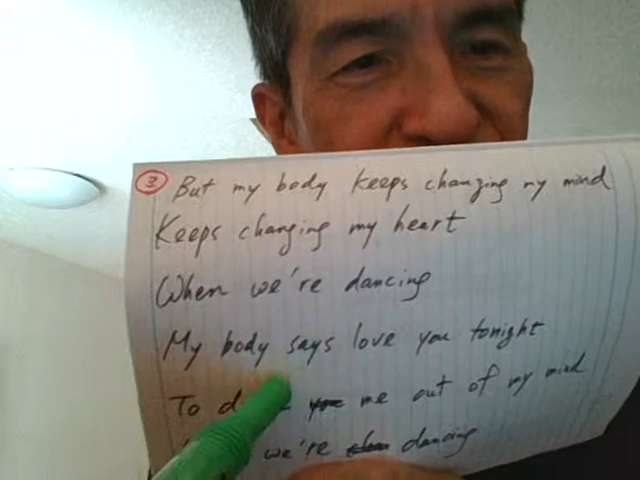 ③ But my body keeps changing my mind
Keeps changing my heart
When we're dancing
My body says love you tonight
To me out of my mind
we're dancing